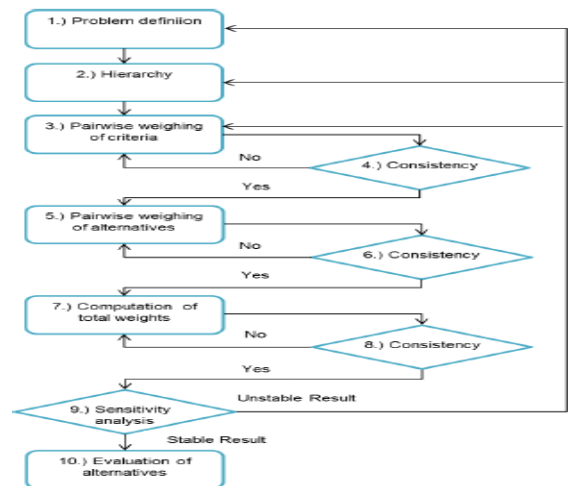 1.) Problem definiion
2.) Hierarchy
3.) Pairwise weighing
of criteria
No
4.) Consistency
Yes
5.) Pairwise weighing
of alternatives
No
6.) Consistency
Yes
7.) Computation of
total weights
No
8.) Consistency
Yes
Unstable Result
9.) Sensitivity
analysis
Stable Result
10.) Evaluation of
alternatives